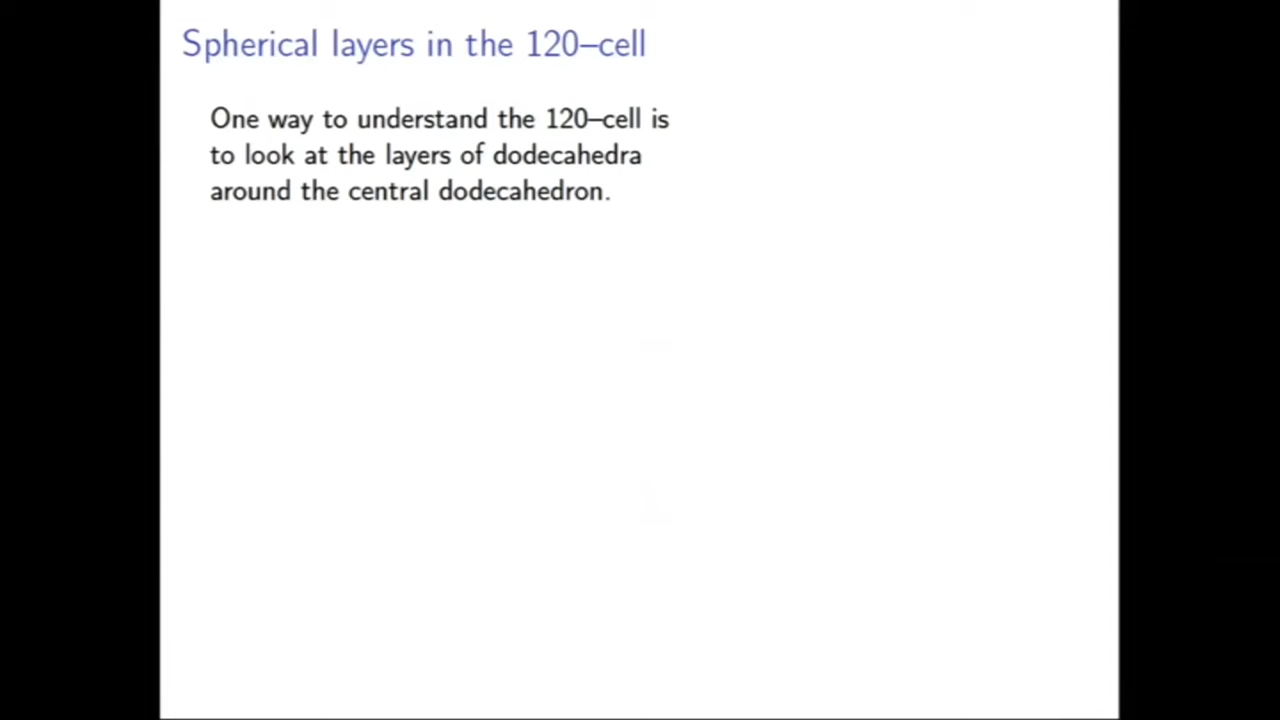 Spherical layers in the 120–cell
One way to understand the 120–cell is
to look at the layers of dodecahedra
around the central dodecahedron.